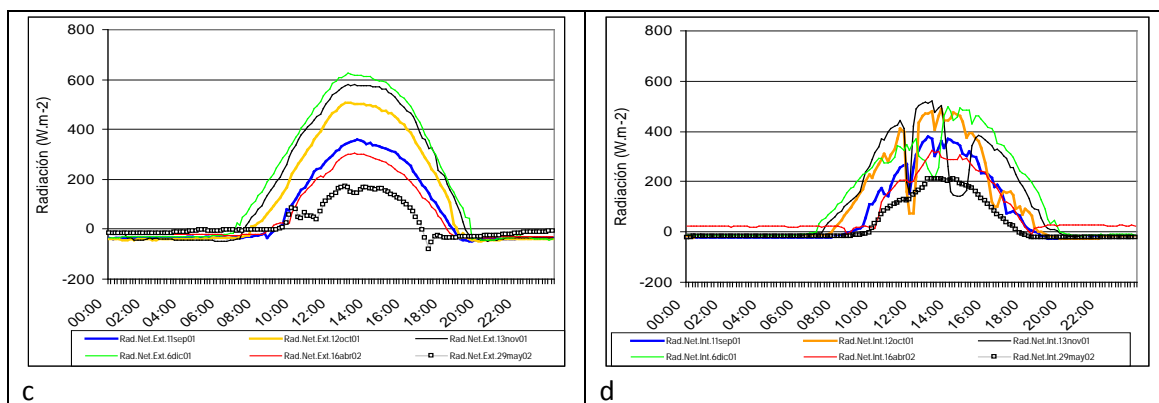 800
600
400
200
0
-200
Radiación (W.m-2)
00:00 02:00 04:00 06:00 08:00 10:00 12:00 14:00 16:00 18:00 20:00 22:00
Rad.Net.Ext.11sep01 Rad.Net.Ext.12oct01 Rad.Net.Ext.13nov01
Rad.Net.Ext.6dic01 Rad.Net.Ext.16abr02 Rad.Net.Ext.29may02
c
800
600
400
200
0
-200
Radiación (W.m-2)
00:00 02:00 04:00 06:00 08:00 10:00 12:00 14:00 16:00 18:00 20:00 22:00
Rad.Net.Int.11sep01 Rad.Net.Int.12oct01 Rad.Net.Int.13nov01
Rad.Net.Int.6dic01 Rad.Net.Int.16abr02 Rad.Net.Int.29may02
d